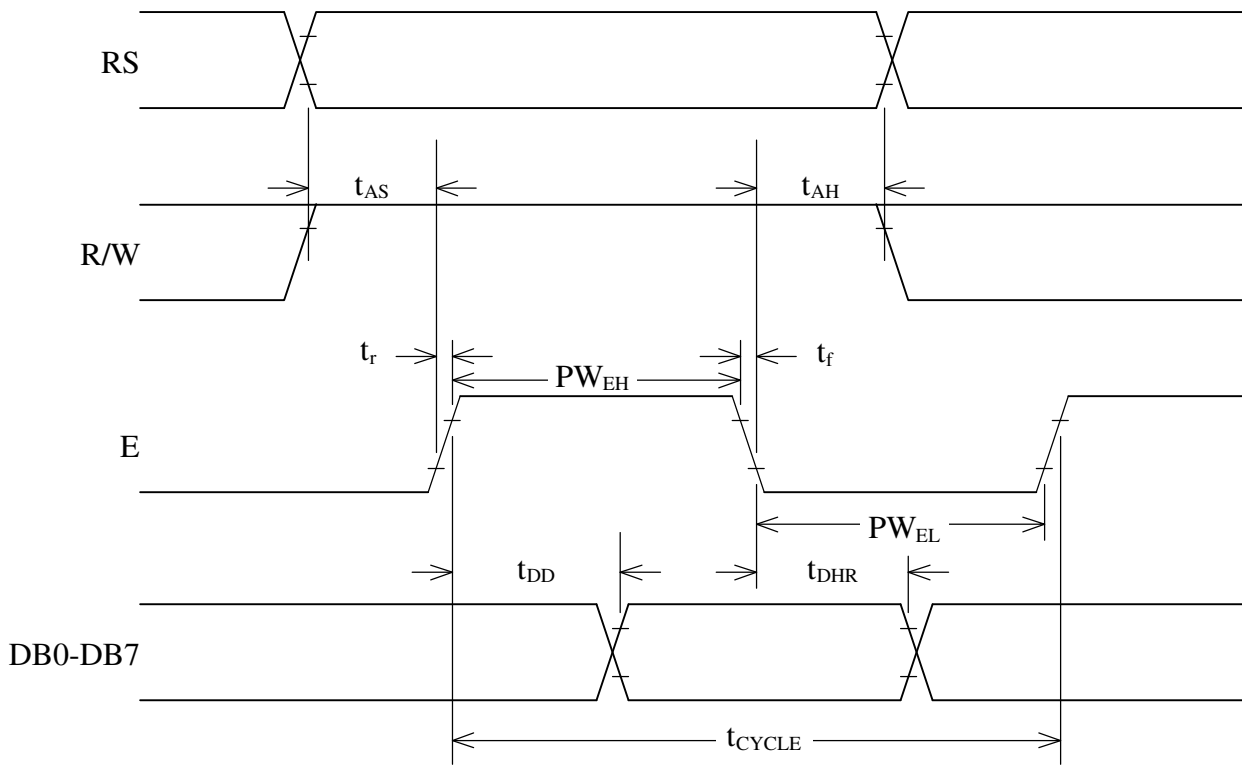 RS
tAS
tAH
R/W
tr
tf
PWEH
E
PWEL
tDD
tDHR
DB0-DB7
tCYCLE